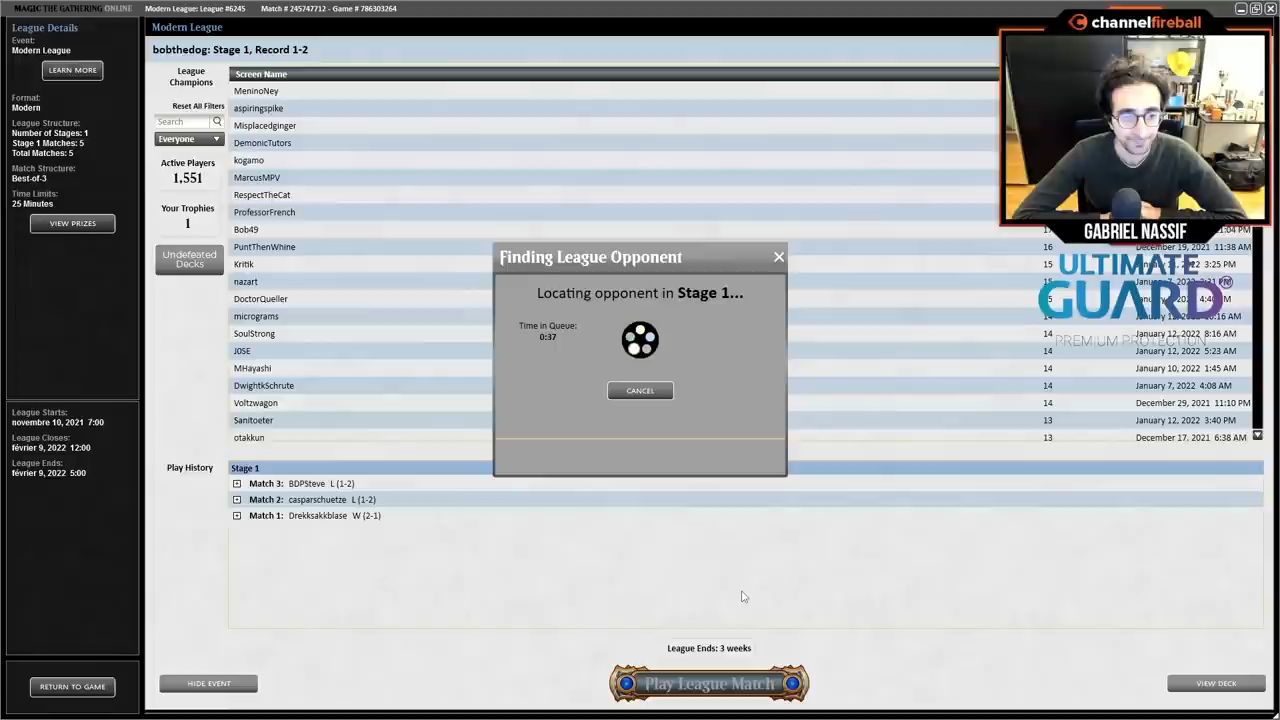 MAGIC THE GATHERING ONLINE
Modern League: League #6245
Match # 245747712 - Game # 786303264
channelfireball
League Details
Event:
Modern League
LEARN MORE
Format:
Modern
League Structure:
Number of Stages: 1
Stage 1 Matches: 5
Total Matches: 5
Match Structure:
Best-of-3
Time Limits:
25 Minutes
VIEW PRIZES
League Starts:
novembre 10, 2021 7:00
League Closes:
février 9, 2022 12:00
League Ends:
février 9, 2022 5:00
RETURN TO GAME
Modern League
bobthedog: Stage 1, Record 1-2
League
Champions
Reset All Filters
Search
Everyone
Active Players
1,551
Your Trophies
1
Undefeated
Decks
Screen Name
MeninoNey
aspiringspike
Misplacedginger
DemonicTutors
kogamo
MarcusMPV
RespectTheCat
ProfessorFrench
Bob49
PuntThenWhine 16 December 19, 2021 11:38 AM
Kritik 15
nazart 15
DoctorQueller
micrograms 14
SoulStrong 14 January 12, 2022 8:16 AM
J0SE 14 January 12, 2022 5:23 AM
MHayashi 14 January 10, 2022 1:45 AM
DwightkSchrute 14 January 7, 2022 4:08 AM
Voltzwagon 14 December 29, 2021 11:10 PM
Sanitoeter 13 January 12, 2022 3:40 PM
otakkun 13 December 17, 2021 6:38 AM
GABRIEL NASSIF
ULTIMATE
GUARD
PREMIUM PROTECTION
Finding League Opponent
Locating opponent in Stage 1...
Time in Queue:
0:37
CANCEL
Play History
Stage 1
Match 3: BDPSteve L (1-2)
Match 2: casparschuetze L (1-2)
Match 1: Drekksakkblase W (2-1)
League Ends: 3 weeks
HIDE EVENT
Play League Match
VIEW DECK